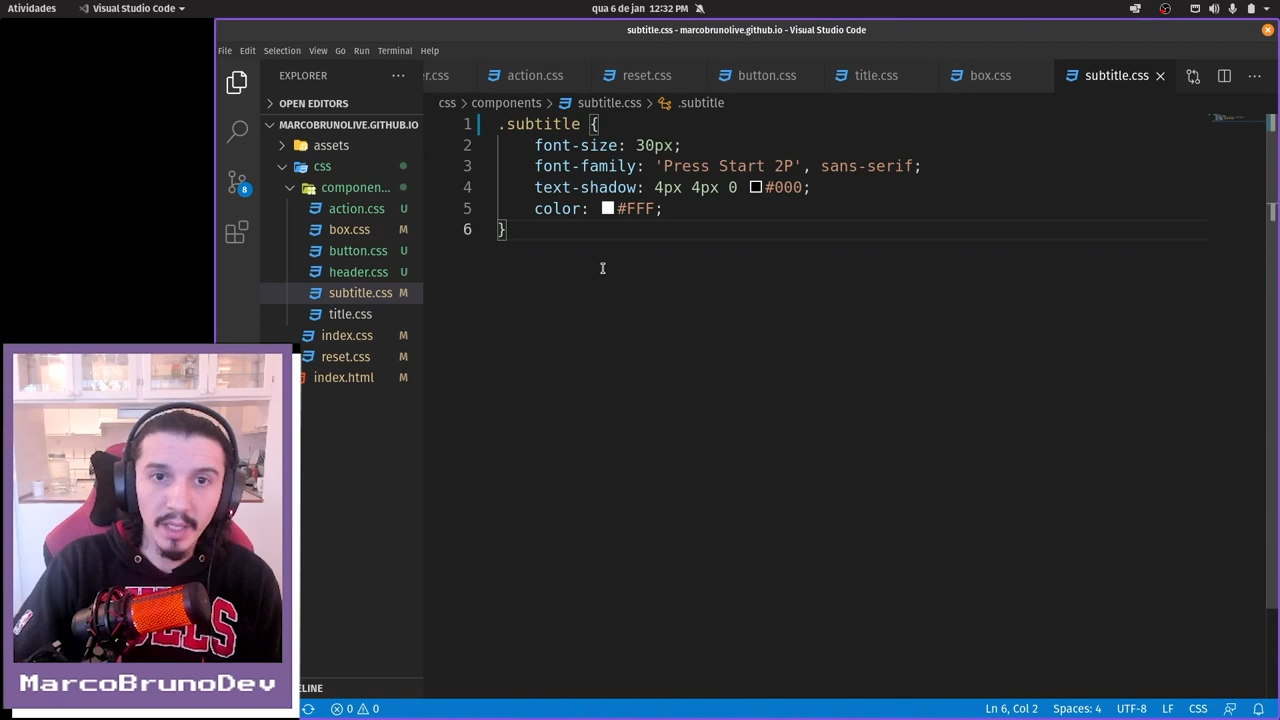 Atividades Visual Studio Code qua 6 de jan 12:32 PM
subtitle.css - marcobrunolive.github.io - Visual Studio Code
File Edit Selection View Go Run Terminal Help
EXPLORER ··· er.css action.css reset.css button.css title.css box.css subtitle.css ···
OPEN EDITORS
MARCOBRUNOLIVE.GITHUB.IO
assets
css
componen...
action.css U
box.css M
button.css U
header.css U
subtitle.css M
title.css
index.css M
reset.css M
index.html M
8
css > components > subtitle.css > .subtitle
1 .subtitle {
2 font-size: 30px;
3 font-family: 'Press Start 2P', sans-serif;
4 text-shadow: 4px 4px 0 #000;
5 color: #FFF;
6 }
MarcoBrunoDev
LINE
0 0 Ln 6, Col 2 Spaces: 4 UTF-8 LF CSS